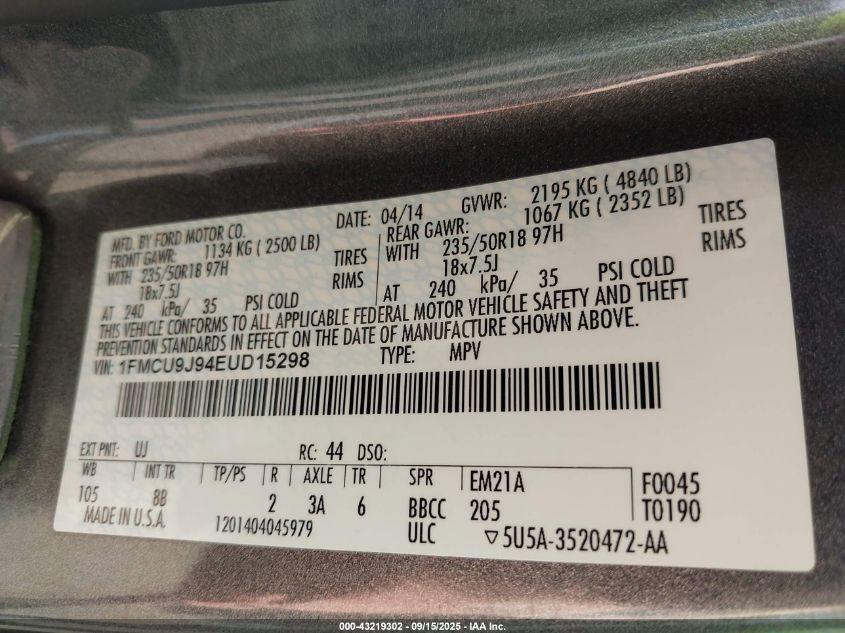 MFD. BY FORD MOTOR CO. DATE: 04/14 GVWR: 2195 KG ( 4840 LB)
FRONT GAWR: 1134 KG ( 2500 LB) REAR GAWR: 1067 KG ( 2352 LB)
WITH 235/50R18 97H TIRES WITH 235/50R18 97H TIRES
18x7.5J RIMS 18x7.5J RIMS
AT 240 kPa/ 35 PSI COLD AT 240 kPa/ 35 PSI COLD
THIS VEHICLE CONFORMS TO ALL APPLICABLE FEDERAL MOTOR VEHICLE SAFETY AND THEFT
PREVENTION STANDARDS IN EFFECT ON THE DATE OF MANUFACTURE SHOWN ABOVE.
VIN: 1FMCU9J94EUD15298 TYPE: MPV
EXT PNT: UJ RC: 44 DSO:
WB INT TR TP/PS R AXLE TR SPR EM21A F0045
105 8B 2 3A 6 BBCC 205 T0190
MADE IN U.S.A. 1201404045979 ULC ▽5U5A-3520472-AA
000-43219302 - 09/15/2025 - IAA Inc.